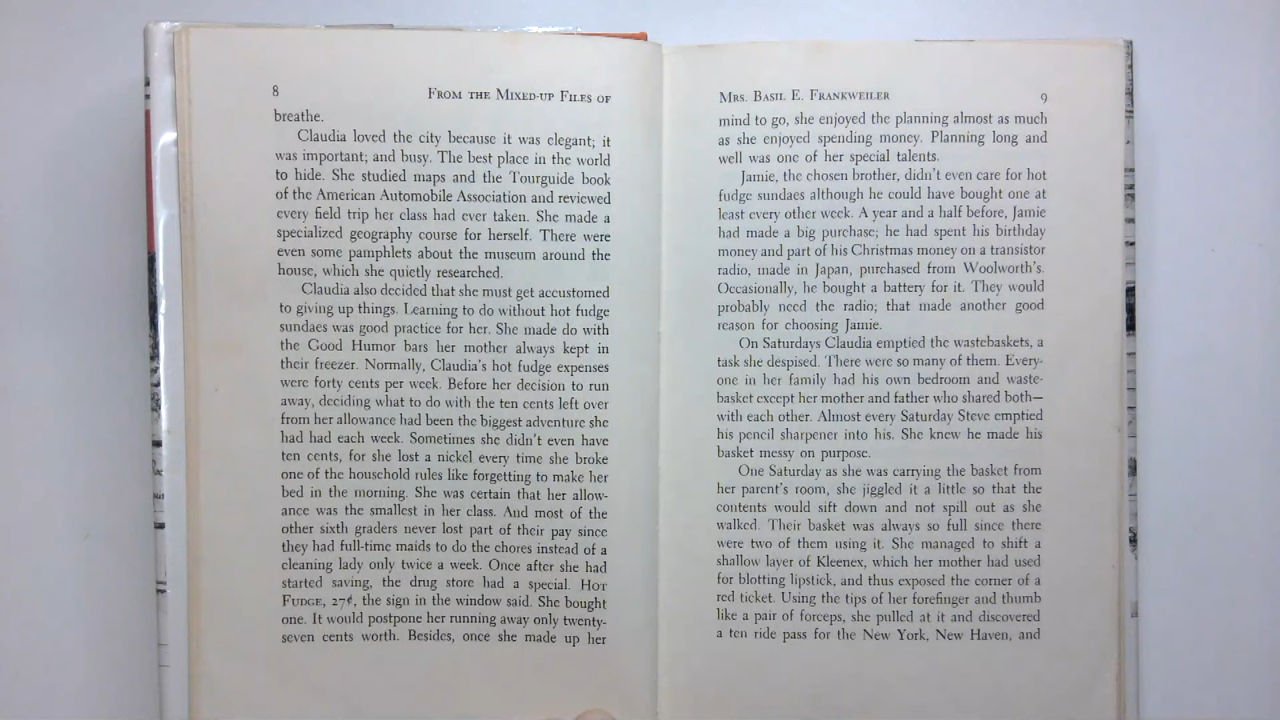 8
FROM THE MIXED-UP FILES OF
breathe.
Claudia loved the city because it was elegant; it
was important; and busy. The best place in the world
to hide. She studied maps and the Tourguide book
of the American Automobile Association and reviewed
every field trip her class had ever taken. She made a
specialized geography course for herself. There were
even some pamphlets about the museum around the
house, which she quietly researched.
Claudia also decided that she must get accustomed
to giving up things. Learning to do without hot fudge
sundaes was good practice for her. She made do with
the Good Humor bars her mother always kept in
their freezer. Normally, Claudia's hot fudge expenses
were forty cents per week. Before her decision to run
away, deciding what to do with the ten cents left over
from her allowance had been the biggest adventure she
had had each week. Sometimes she didn't even have
ten cents, for she lost a nickel every time she broke
one of the household rules like forgetting to make her
bed in the morning. She was certain that her allow-
ance was the smallest in her class. And most of the
other sixth graders never lost part of their pay since
they had full-time maids to do the chores instead of a
cleaning lady only twice a week. Once after she had
started saving, the drug store had a special. HOT
FUDGE, 27¢, the sign in the window said. She bought
one. It would postpone her running away only twenty-
seven cents worth. Besides, once she made up her
MRS. BASIL E. FRANKWEILER
9
mind to go, she enjoyed the planning almost as much
as she enjoyed spending money. Planning long and
well was one of her special talents.
Jamie, the chosen brother, didn't even care for hot
fudge sundaes although he could have bought one at
least every other week. A year and a half before, Jamie
had made a big purchase; he had spent his birthday
money and part of his Christmas money on a transistor
radio, made in Japan, purchased from Woolworth's.
Occasionally, he bought a battery for it. They would
probably need the radio; that made another good
reason for choosing Jamie.
On Saturdays Claudia emptied the wastebaskets, a
task she despised. There were so many of them. Every-
one in her family had his own bedroom and waste-
basket except her mother and father who shared both—
with each other. Almost every Saturday Steve emptied
his pencil sharpener into his. She knew he made his
basket messy on purpose.
One Saturday as she was carrying the basket from
her parent's room, she jiggled it a little so that the
contents would sift down and not spill out as she
walked. Their basket was always so full since there
were two of them using it. She managed to shift a
shallow layer of Kleenex, which her mother had used
for blotting lipstick, and thus exposed the corner of a
red ticket. Using the tips of her forefinger and thumb
like a pair of forceps, she pulled at it and discovered
a ten ride pass for the New York, New Haven, and